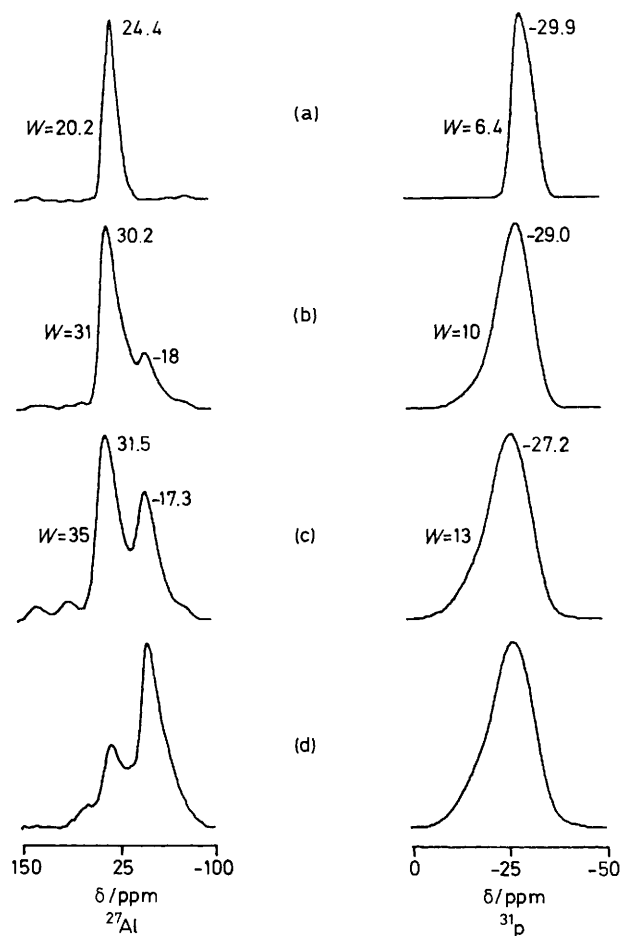 24.4
-29.9
W=20.2
(a)
W=6.4
30.2
-29.0
W=31
-18
(b)
W=10
31.5
-27.2
W=35
-17.3
(c)
W=13
(d)
150 25 -100
0 -25 -50
δ/ppm
δ/ppm
²⁷Al
³¹P